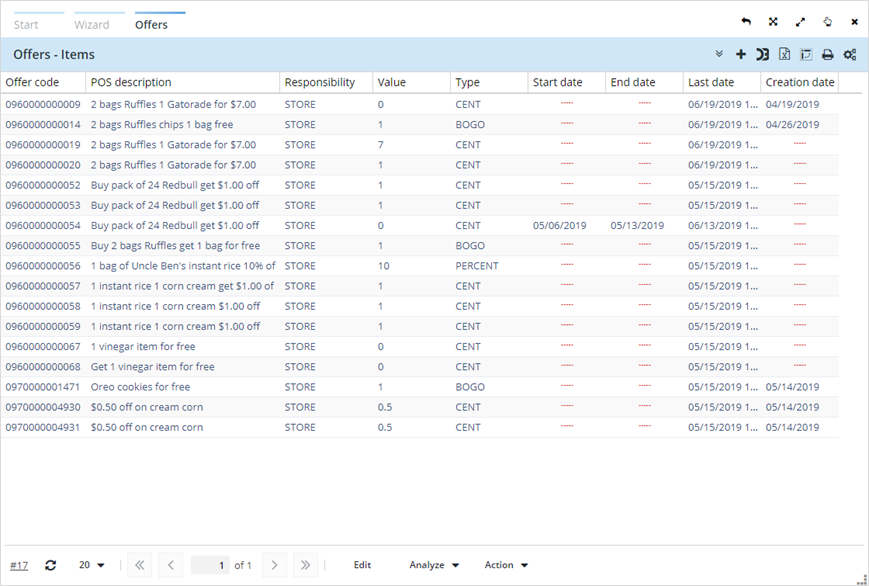 Start Wizard Offers
Offers - Items
Offer code POS description Responsibility Value Type Start date End date Last date Creation date
0960000000009 2 bags Ruffles 1 Gatorade for $7.00 STORE 0 CENT ----- ----- 06/19/2019 1... 04/19/2019
0960000000014 2 bags Ruffles chips 1 bag free STORE 1 BOGO ----- ----- 06/19/2019 1... 04/26/2019
0960000000019 2 bags Ruffles 1 Gatorade for $7.00 STORE 7 CENT ----- ----- 06/19/2019 1... -----
0960000000020 2 bags Ruffles 1 Gatorade for $7.00 STORE 1 CENT ----- ----- 06/19/2019 1... -----
0960000000052 Buy pack of 24 Redbull get $1.00 off STORE 1 CENT ----- ----- 05/15/2019 1... -----
0960000000053 Buy pack of 24 Redbull get $1.00 off STORE 1 CENT ----- ----- 05/15/2019 1... -----
0960000000054 Buy pack of 24 Redbull get $1.00 off STORE 0 CENT 05/06/2019 05/13/2019 06/13/2019 1... -----
0960000000055 Buy 2 bags Ruffles get 1 bag for free STORE 1 BOGO ----- ----- 05/15/2019 1... -----
0960000000056 1 bag of Uncle Ben's instant rice 10% of STORE 10 PERCENT ----- ----- 05/15/2019 1... -----
0960000000057 1 instant rice 1 corn cream get $1.00 of STORE 1 CENT ----- ----- 05/15/2019 1... -----
0960000000058 1 instant rice 1 corn cream $1.00 off STORE 1 CENT ----- ----- 05/15/2019 1... -----
0960000000059 1 instant rice 1 corn cream $1.00 off STORE 1 CENT ----- ----- 05/15/2019 1... -----
0960000000067 1 vinegar item for free STORE 0 CENT ----- ----- 05/15/2019 1... -----
0960000000068 Get 1 vinegar item for free STORE 0 CENT ----- ----- 05/15/2019 1... -----
0970000001471 Oreo cookies for free STORE 1 BOGO ----- ----- 05/15/2019 1... 05/14/2019
0970000004930 $0.50 off on cream corn STORE 0.5 CENT ----- ----- 05/15/2019 1... 05/14/2019
0970000004931 $0.50 off on cream corn STORE 0.5 CENT ----- ----- 05/15/2019 1... 05/14/2019
#17 20 1 of 1 Edit Analyze Action